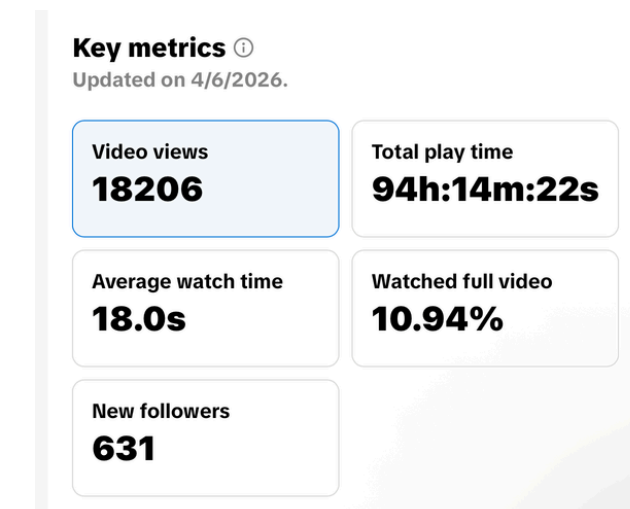 Key metrics
Updated on 4/6/2026.
Video views
18206
Total play time
94h:14m:22s
Average watch time
18.0s
Watched full video
10.94%
New followers
631